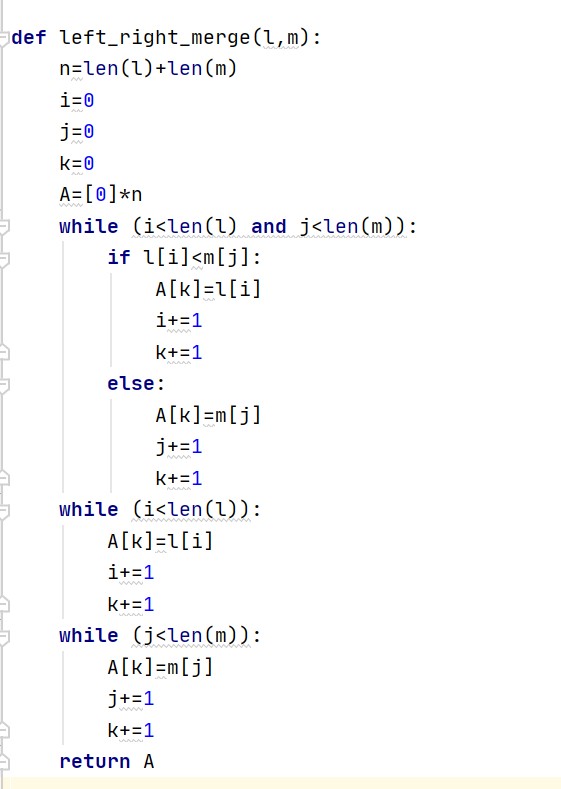 def left_right_merge(l,m):
    n=len(l)+len(m)
    i=0
    j=0
    k=0
    A=[0]*n
    while (i<len(l) and j<len(m)):
        if l[i]<m[j]:
            A[k]=l[i]
            i+=1
            k+=1
        else:
            A[k]=m[j]
            j+=1
            k+=1
    while (i<len(l)):
        A[k]=l[i]
        i+=1
        k+=1
    while (j<len(m)):
        A[k]=m[j]
        j+=1
        k+=1
    return A